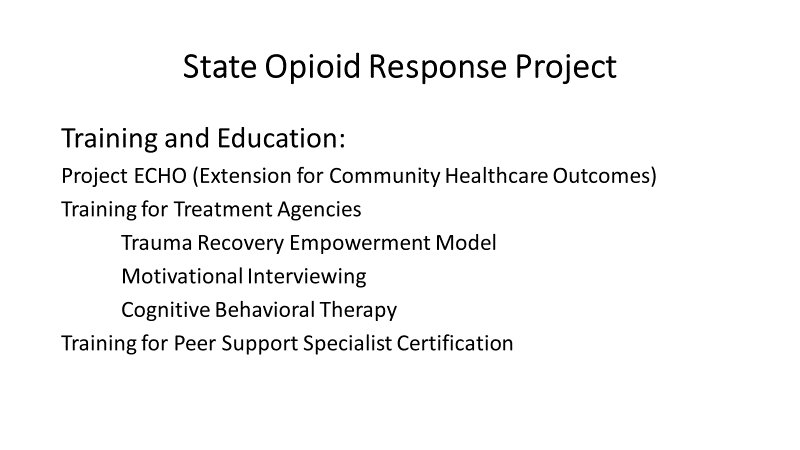 State Opioid Response Project
Training and Education:
Project ECHO (Extension for Community Healthcare Outcomes)
Training for Treatment Agencies
Trauma Recovery Empowerment Model
Motivational Interviewing
Cognitive Behavioral Therapy
Training for Peer Support Specialist Certification